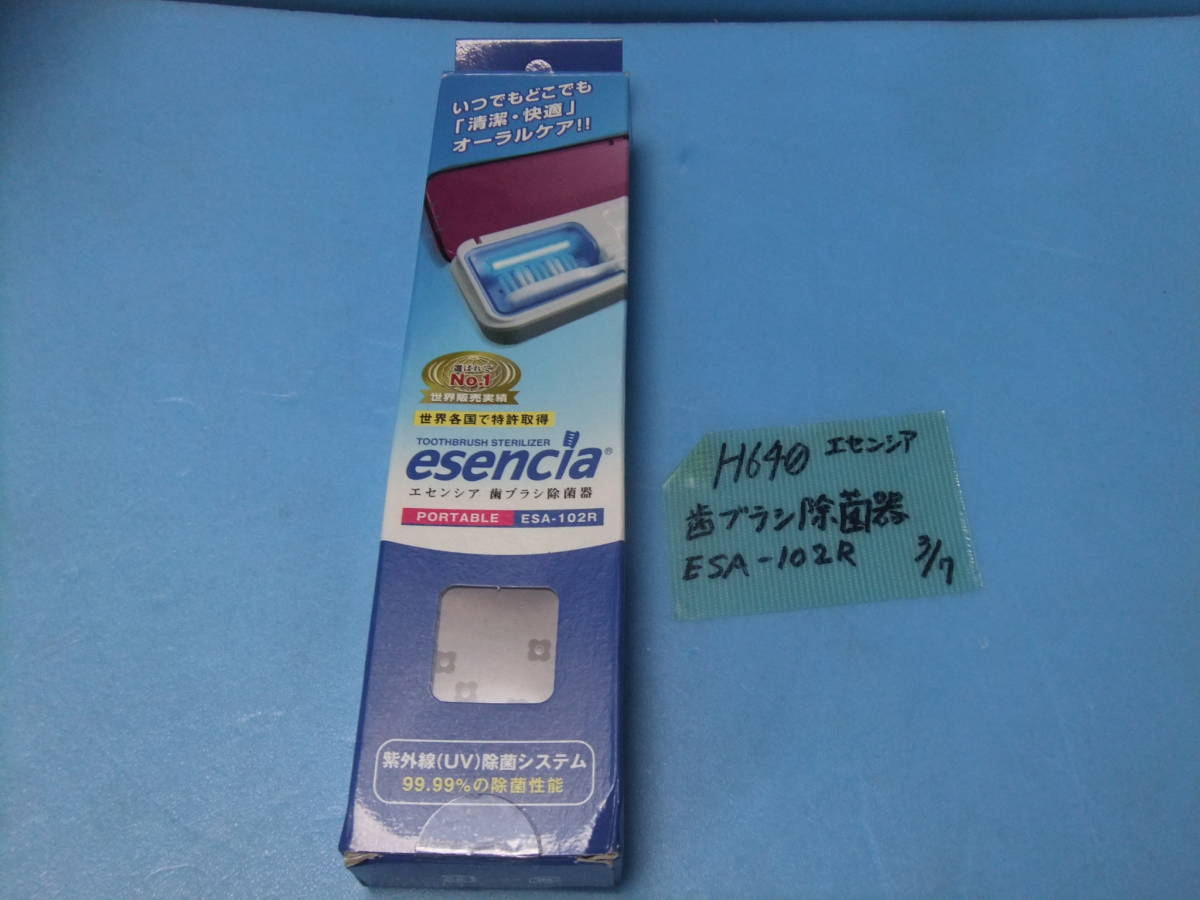 いつでもどこでも
「清潔・快適」
オーラルケア!!
選ばれて
No.1
世界販売実績
世界各国で特許取得
TOOTHBRUSH STERILIZER
esencia®
エセンシア 歯ブラシ除菌器
PORTABLE ESA-102R
紫外線(UV)除菌システム
99.99%の除菌性能
H640 エセンシア
歯ブラシ除菌器
ESA-102R 3/7